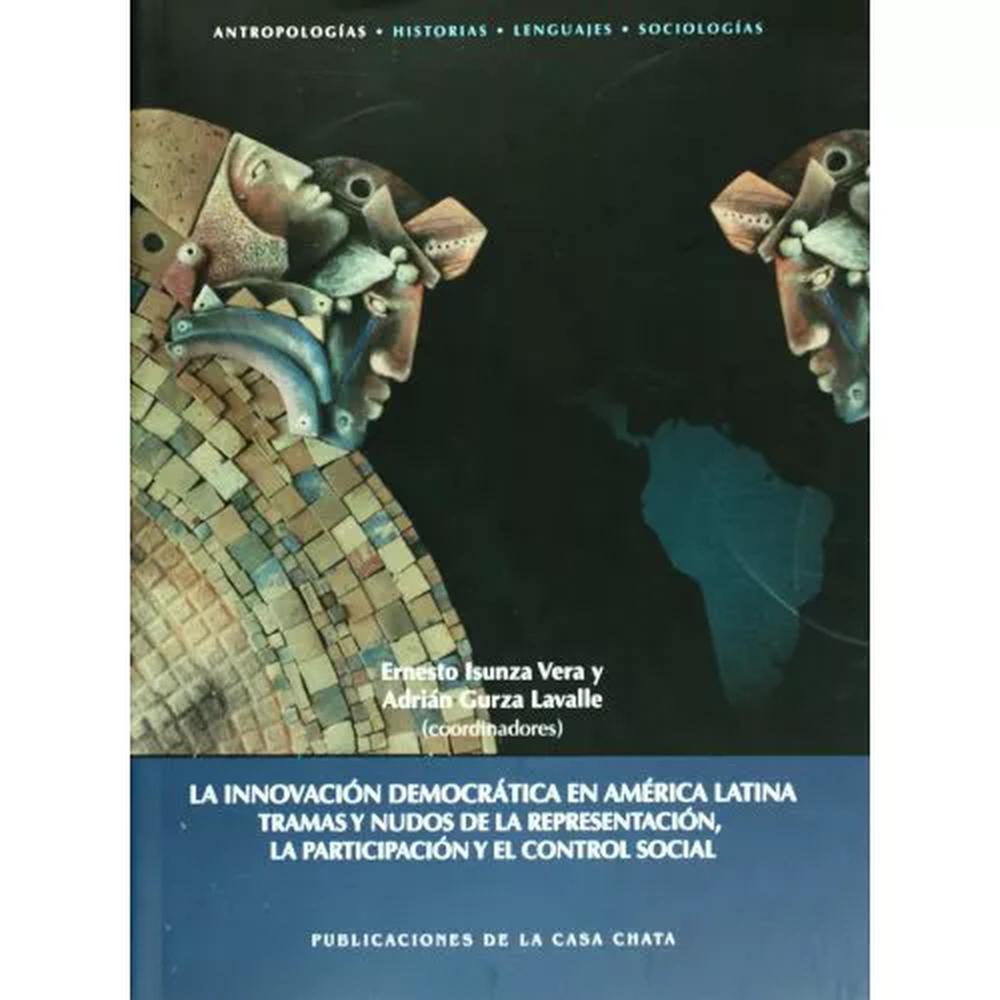 ANTROPOLOGÍAS • HISTORIAS • LENGUAJES • SOCIOLOGÍAS
Ernesto Isunza Vera y
Adrián Gurza Lavalle
(coordinadores)
LA INNOVACIÓN DEMOCRÁTICA EN AMÉRICA LATINA
TRAMAS Y NUDOS DE LA REPRESENTACIÓN,
LA PARTICIPACIÓN Y EL CONTROL SOCIAL
PUBLICACIONES DE LA CASA CHATA